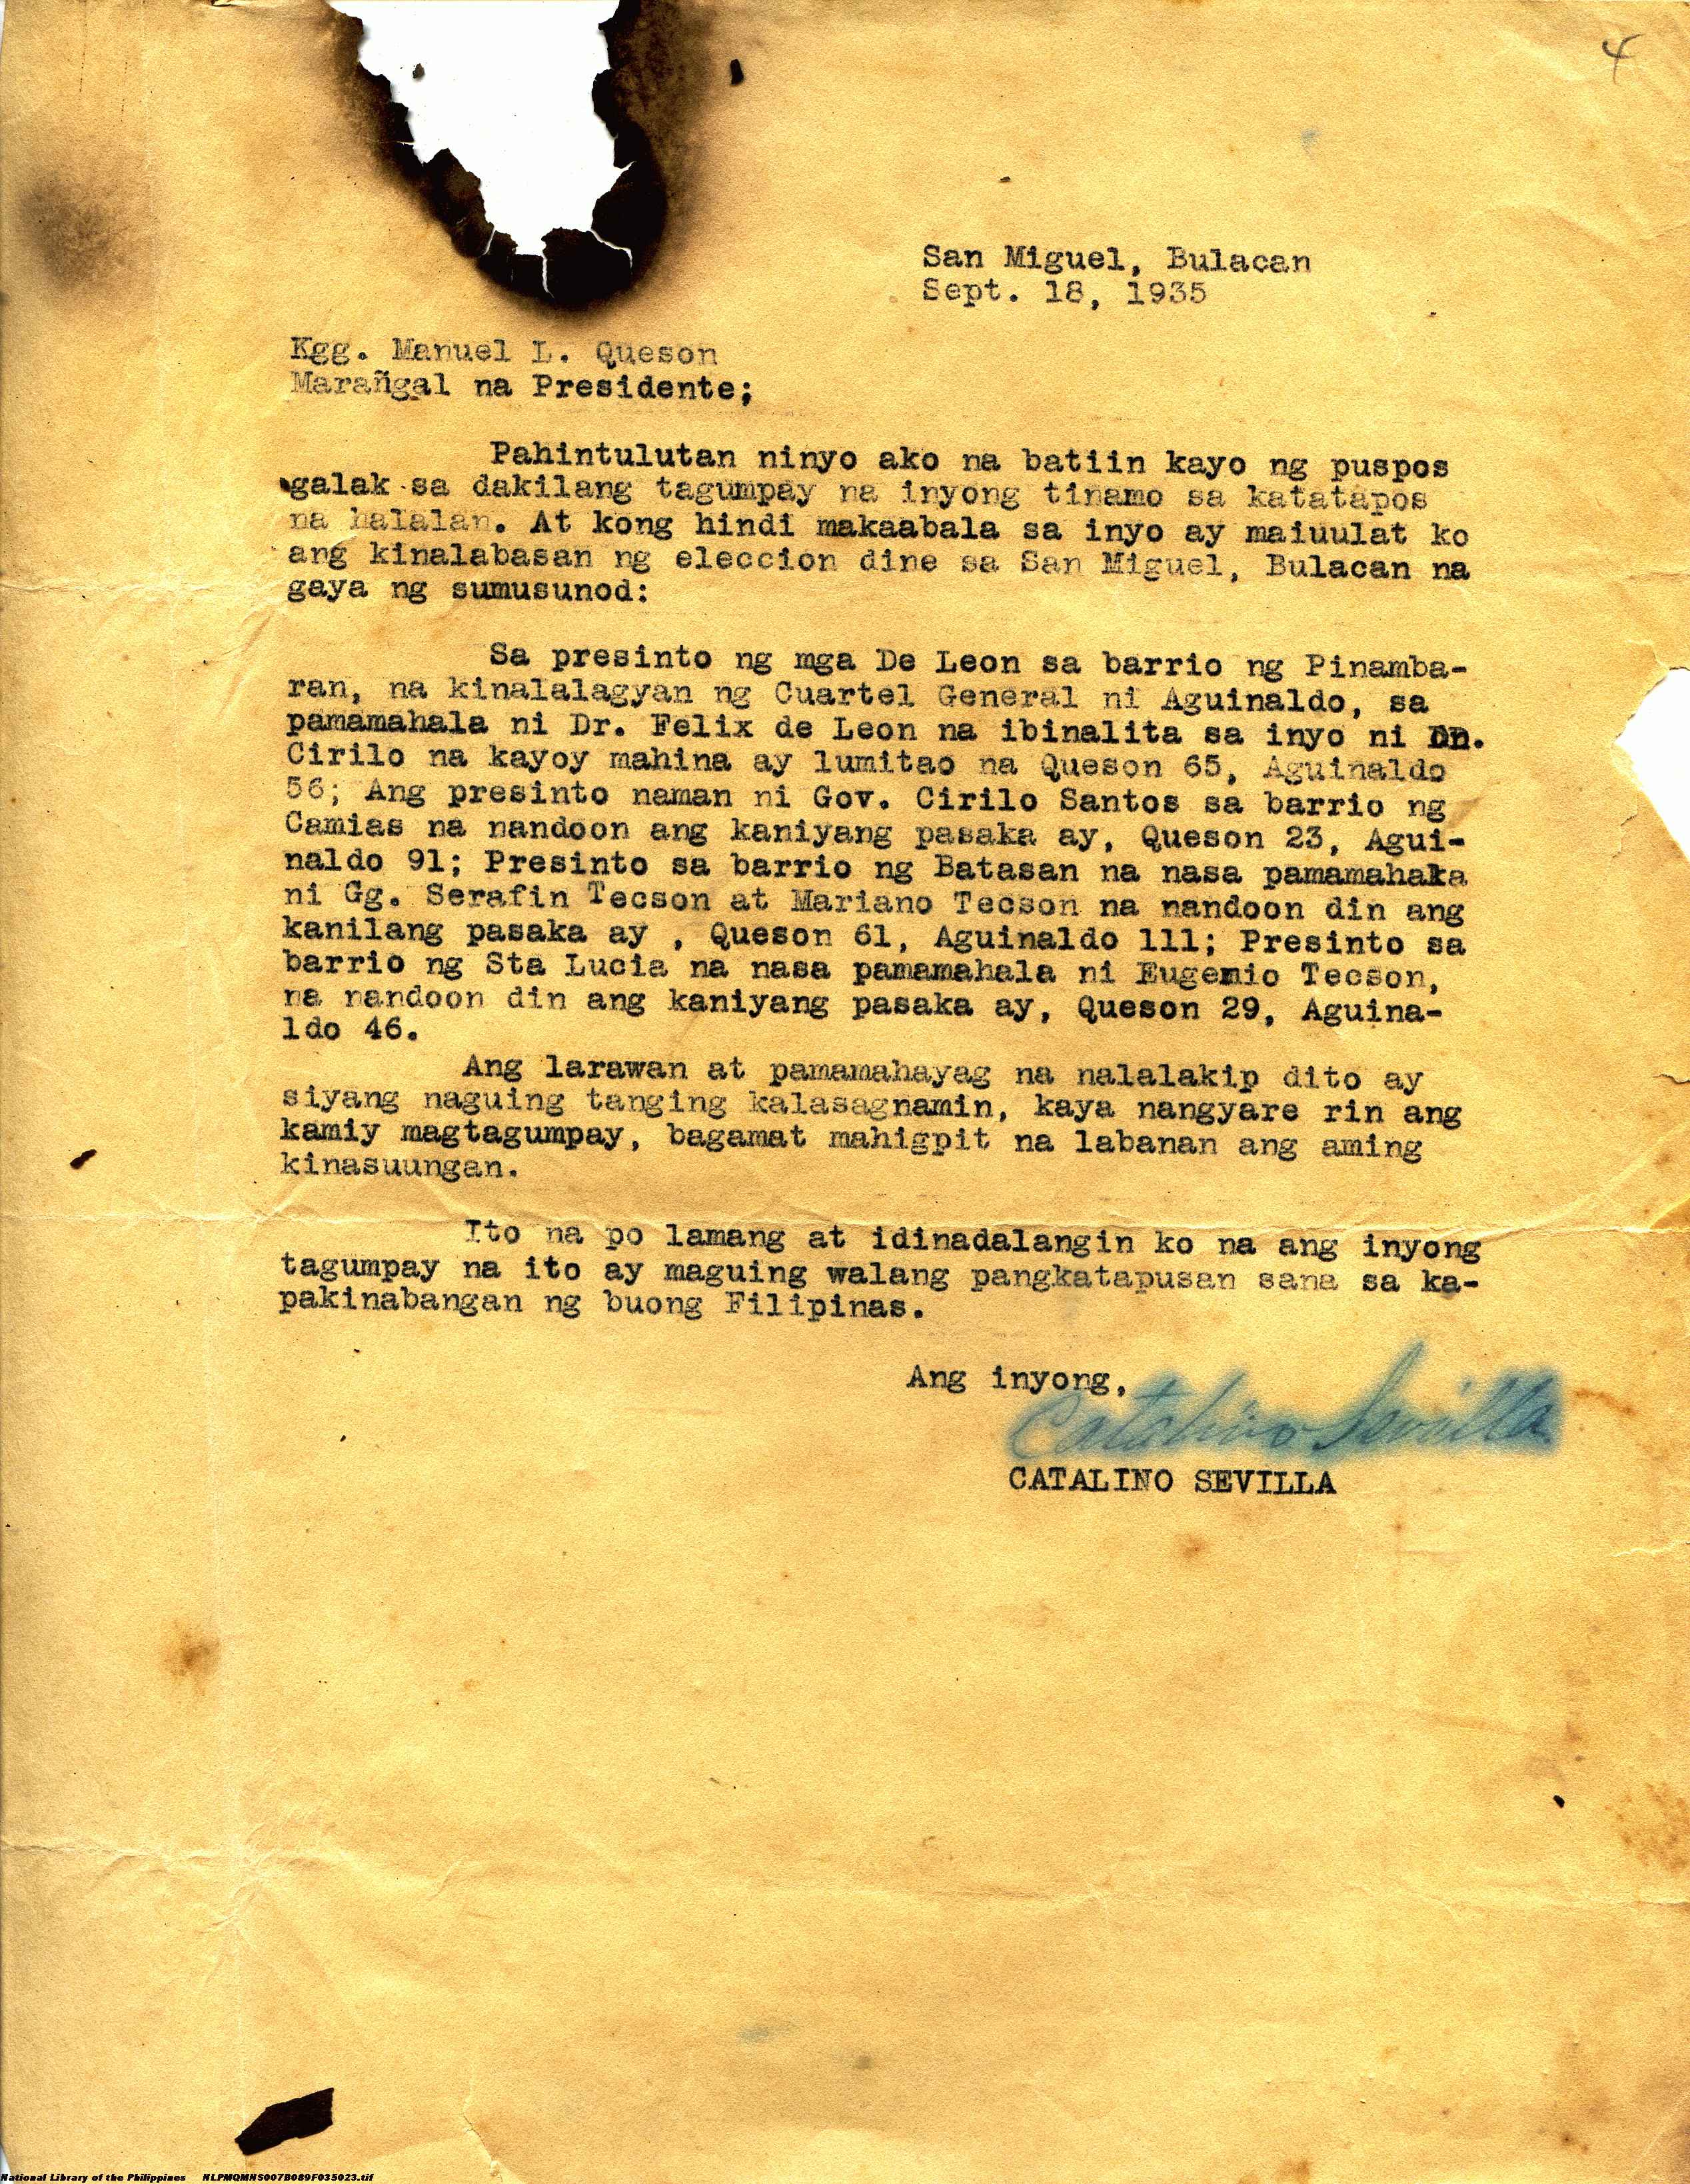 4
San Miguel, Bulacan
Sept. 18, 1935
Kgg. Manuel L. Queson
Marañgal na Presidente;
Pahintulutan ninyo ako na batiin kayo ng puspos
galak sa dakilang tagumpay na inyong tinamo sa katatapos
na halalan. At kong hindi makaabala sa inyo ay maiuulat ko
ang kinalabasan ng eleccion dine sa San Miguel, Bulacan na
gaya ng sumusunod:
Sa presinto ng mga De Leon sa barrio ng Pinamba-
ran, na kinalalagyan ng Cuartel General ni Aguinaldo, sa
pamamahala ni Dr. Felix de Leon na ibinalita sa inyo ni Dn.
Cirilo na kayoy mahina ay lumitao na Queson 65, Aguinaldo
56; Ang presinto naman ni Gov. Cirilo Santos sa barrio ng
Camias na nandoon ang kaniyang pasaka ay, Queson 23, Agui-
naldo 91; Presinto sa barrio ng Batasan na nasa pamamahala
ni Gg. Serafin Tecson at Mariano Tecson na nandoon din ang
kanilang pasaka ay , Queson 61, Aguinaldo 111; Presinto sa
barrio ng Sta Lucia na nasa pamamahala ni Eugenio Tecson,
na nandoon din ang kaniyang pasaka ay, Queson 29, Aguina-
ldo 46.
Ang larawan at pamamahayag na nalalakip dito ay
siyang naguing tanging kalasagnamin, kaya nangyare rin ang
kamiy magtagumpay, bagamat mahigpit na labanan ang aming
kinasuungan.
Ito na po lamang at idinadalangin ko na ang inyong
tagumpay na ito ay maguing walang pangkatapusan sana sa ka-
pakinabangan ng buong Filipinas.
Ang inyong,
Catalino Sevilla
CATALINO SEVILLA
National Library of the Philippines NLPMQMNS007B089F035023.tif